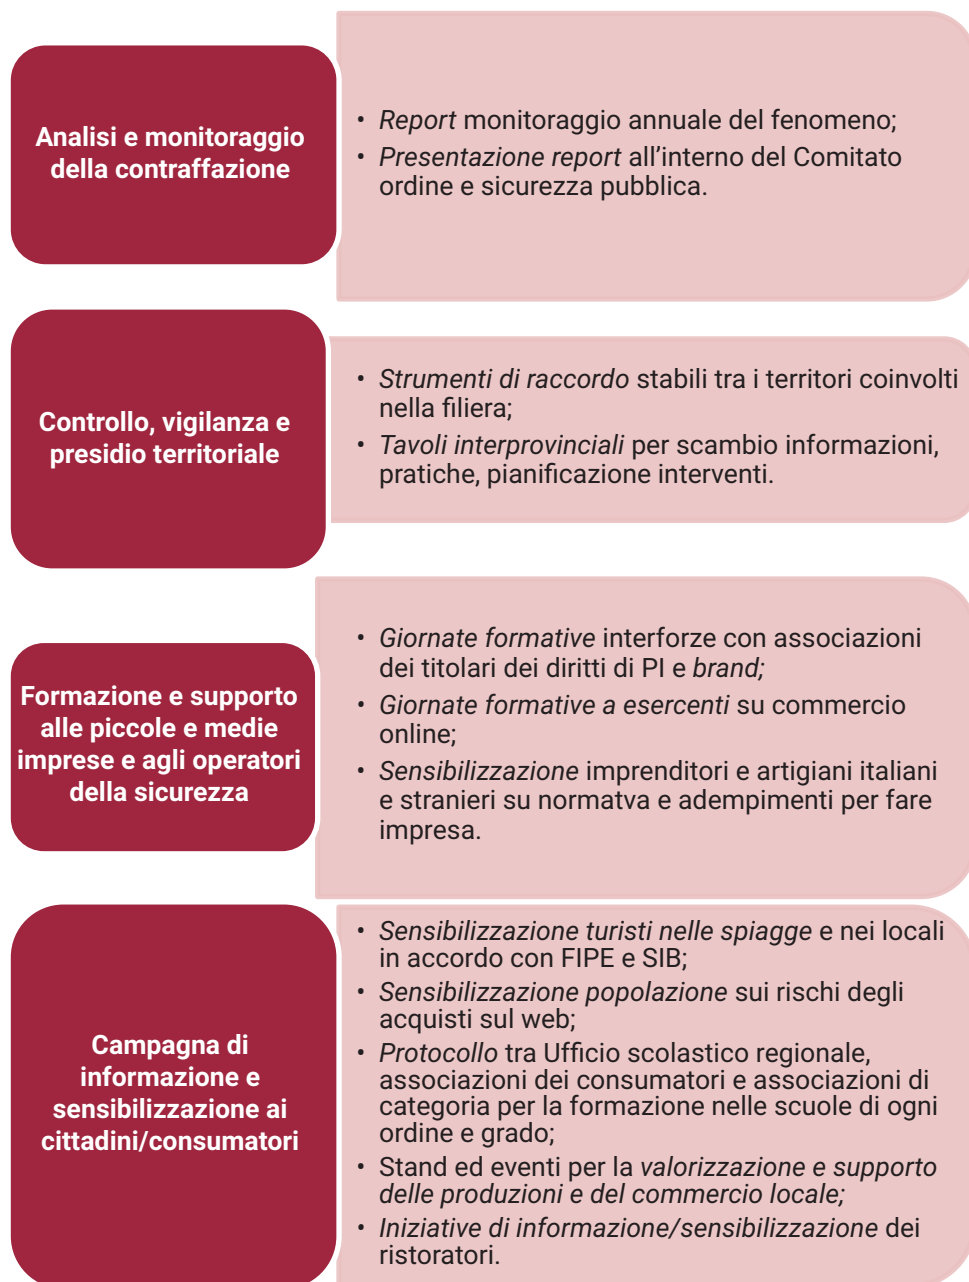 Analisi e monitoraggio
della contraffazione
• Report monitoraggio annuale del fenomeno;
• Presentazione report all’interno del Comitato
ordine e sicurezza pubblica.
Controllo, vigilanza e
presidio territoriale
• Strumenti di raccordo stabili tra i territori coinvolti
nella filiera;
• Tavoli interprovinciali per scambio informazioni,
pratiche, pianificazione interventi.
Formazione e supporto
alle piccole e medie
imprese e agli operatori
della sicurezza
• Giornate formative interforze con associazioni
dei titolari dei diritti di PI e brand;
• Giornate formative a esercenti su commercio
online;
• Sensibilizzazione imprenditori e artigiani italiani
e stranieri su normatva e adempimenti per fare
impresa.
Campagna di
informazione e
sensibilizzazione ai
cittadini/consumatori
• Sensibilizzazione turisti nelle spiagge e nei locali
in accordo con FIPE e SIB;
• Sensibilizzazione popolazione sui rischi degli
acquisti sul web;
• Protocollo tra Ufficio scolastico regionale,
associazioni dei consumatori e associazioni di
categoria per la formazione nelle scuole di ogni
ordine e grado;
• Stand ed eventi per la valorizzazione e supporto
delle produzioni e del commercio locale;
• Iniziative di informazione/sensibilizzazione dei
ristoratori.